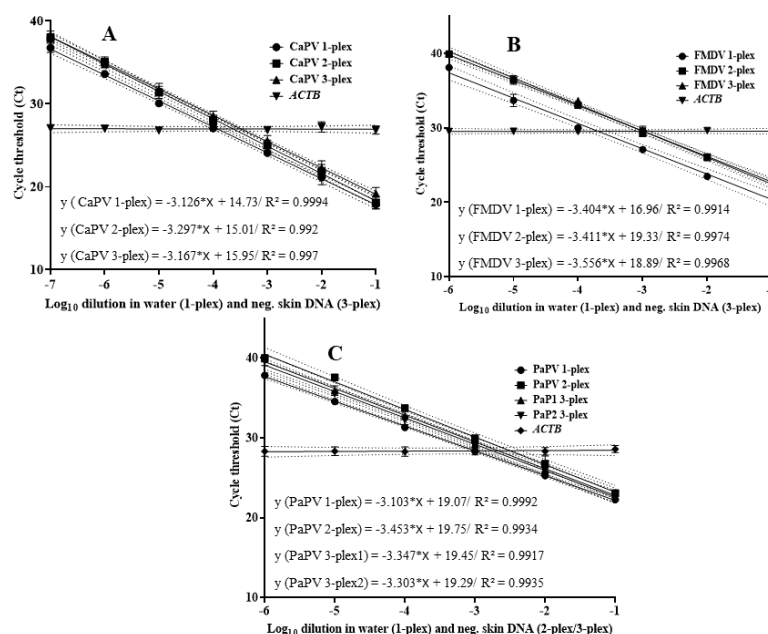 A
CaPV 1-plex
CaPV 2-plex
CaPV 3-plex
ACTB
Cycle threshold (Ct)
40
30
20
10
y ( CaPV 1-plex) = -3.126*X + 14.73/ R² = 0.9994
y (CaPV 2-plex) = -3.297*X + 15.01/ R² = 0.992
y (CaPV 3-plex) = -3.167*X + 15.95/ R² = 0.997
-7 -6 -5 -4 -3 -2 -1
Log10 dilution in water (1-plex) and neg. skin DNA (3-plex)
B
FMDV 1-plex
FMDV 2-plex
FMDV 3-plex
ACTB
Cycle threshold (Ct)
40
30
20
10
y (FMDV 1-plex) = -3.404*X + 16.96/ R² = 0.9914
y (FMDV 2-plex) = -3.411*X + 19.33/ R² = 0.9974
y (FMDV 3-plex) = -3.556*X + 18.89/ R² = 0.9968
-6 -5 -4 -3 -2
Log10 dilution in water (1-plex) and neg. skin DNA (3-plex)
C
PaPV 1-plex
PaPV 2-plex
PaP1 3-plex
PaP2 3-plex
ACTB
Cycle threshold (Ct)
40
30
20
10
y (PaPV 1-plex) = -3.103*X + 19.07/ R² = 0.9992
y (PaPV 2-plex) = -3.453*X + 19.75/ R² = 0.9934
y (PaPV 3-plex1) = -3.347*X + 19.45/ R² = 0.9917
y (PaPV 3-plex2) = -3.303*X + 19.29/ R² = 0.9935
-6 -5 -4 -3 -2 -1
Log10 dilution in water (1-plex) and neg. skin DNA (2-plex/3-plex)